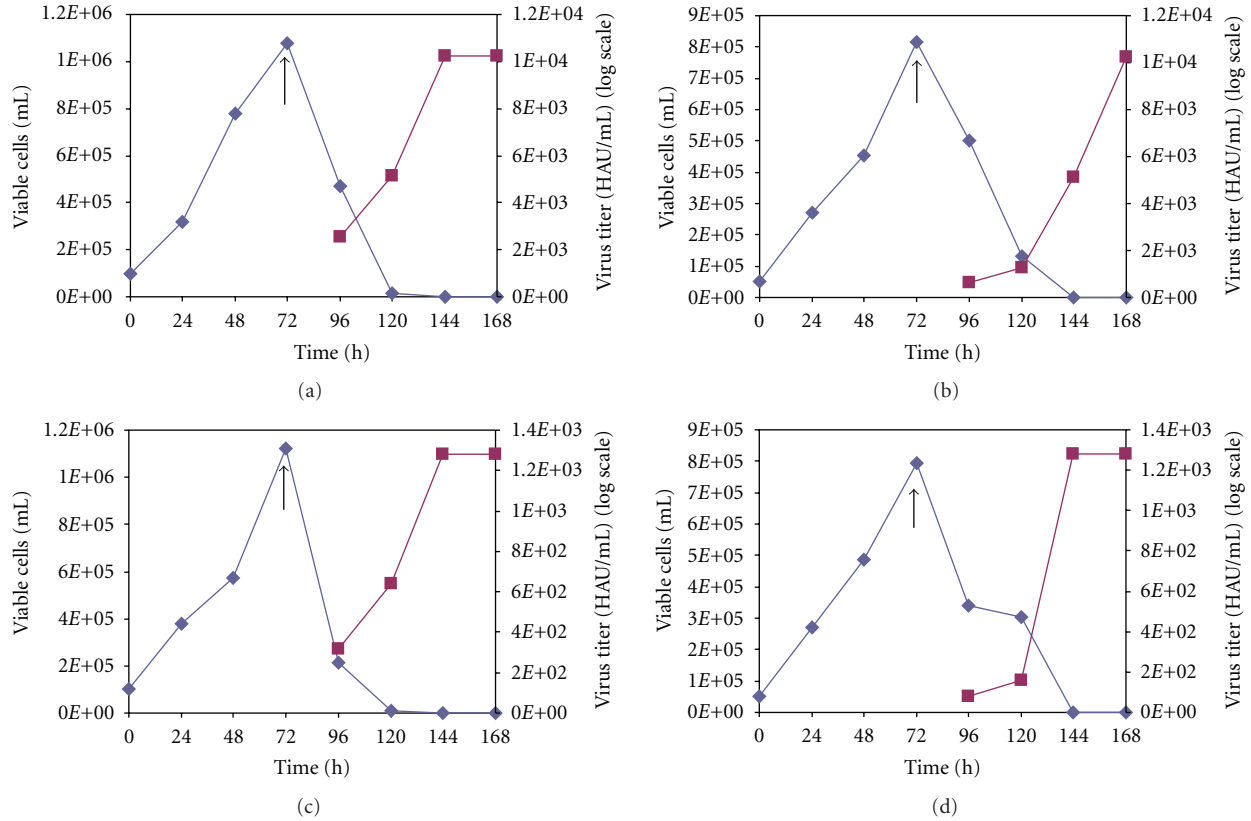 1.2E+06
1E+06
8E+05
6E+05
4E+05
2E+05
0E+00
Viable cells (mL)
1.2E+04
1E+04
8E+03
6E+03
4E+03
2E+03
0E+00
Virus titer (HAU/mL) (log scale)
0 24 48 72 96 120 144 168
Time (h)
(a)
9E+05
8E+05
7E+05
6E+05
5E+05
4E+05
3E+05
2E+05
1E+05
0E+00
Viable cells (mL)
1.2E+04
1E+04
8E+03
6E+03
4E+03
2E+03
0E+00
Virus titer (HAU/mL) (log scale)
0 24 48 72 96 120 144 168
Time (h)
(b)
1.2E+06
1E+06
8E+05
6E+05
4E+05
2E+05
0E+00
Viable cells (mL)
1.4E+03
1.2E+03
1E+03
8E+02
6E+02
4E+02
2E+02
0E+00
Virus titer (HAU/mL) (log scale)
0 24 48 72 96 120 144 168
Time (h)
(c)
9E+05
8E+05
7E+05
6E+05
5E+05
4E+05
3E+05
2E+05
1E+05
0E+00
Viable cells (mL)
1.4E+03
1.2E+03
1E+03
8E+02
6E+02
4E+02
2E+02
0E+00
Virus titer (HAU/mL) (log scale)
0 24 48 72 96 120 144 168
Time (h)
(d)